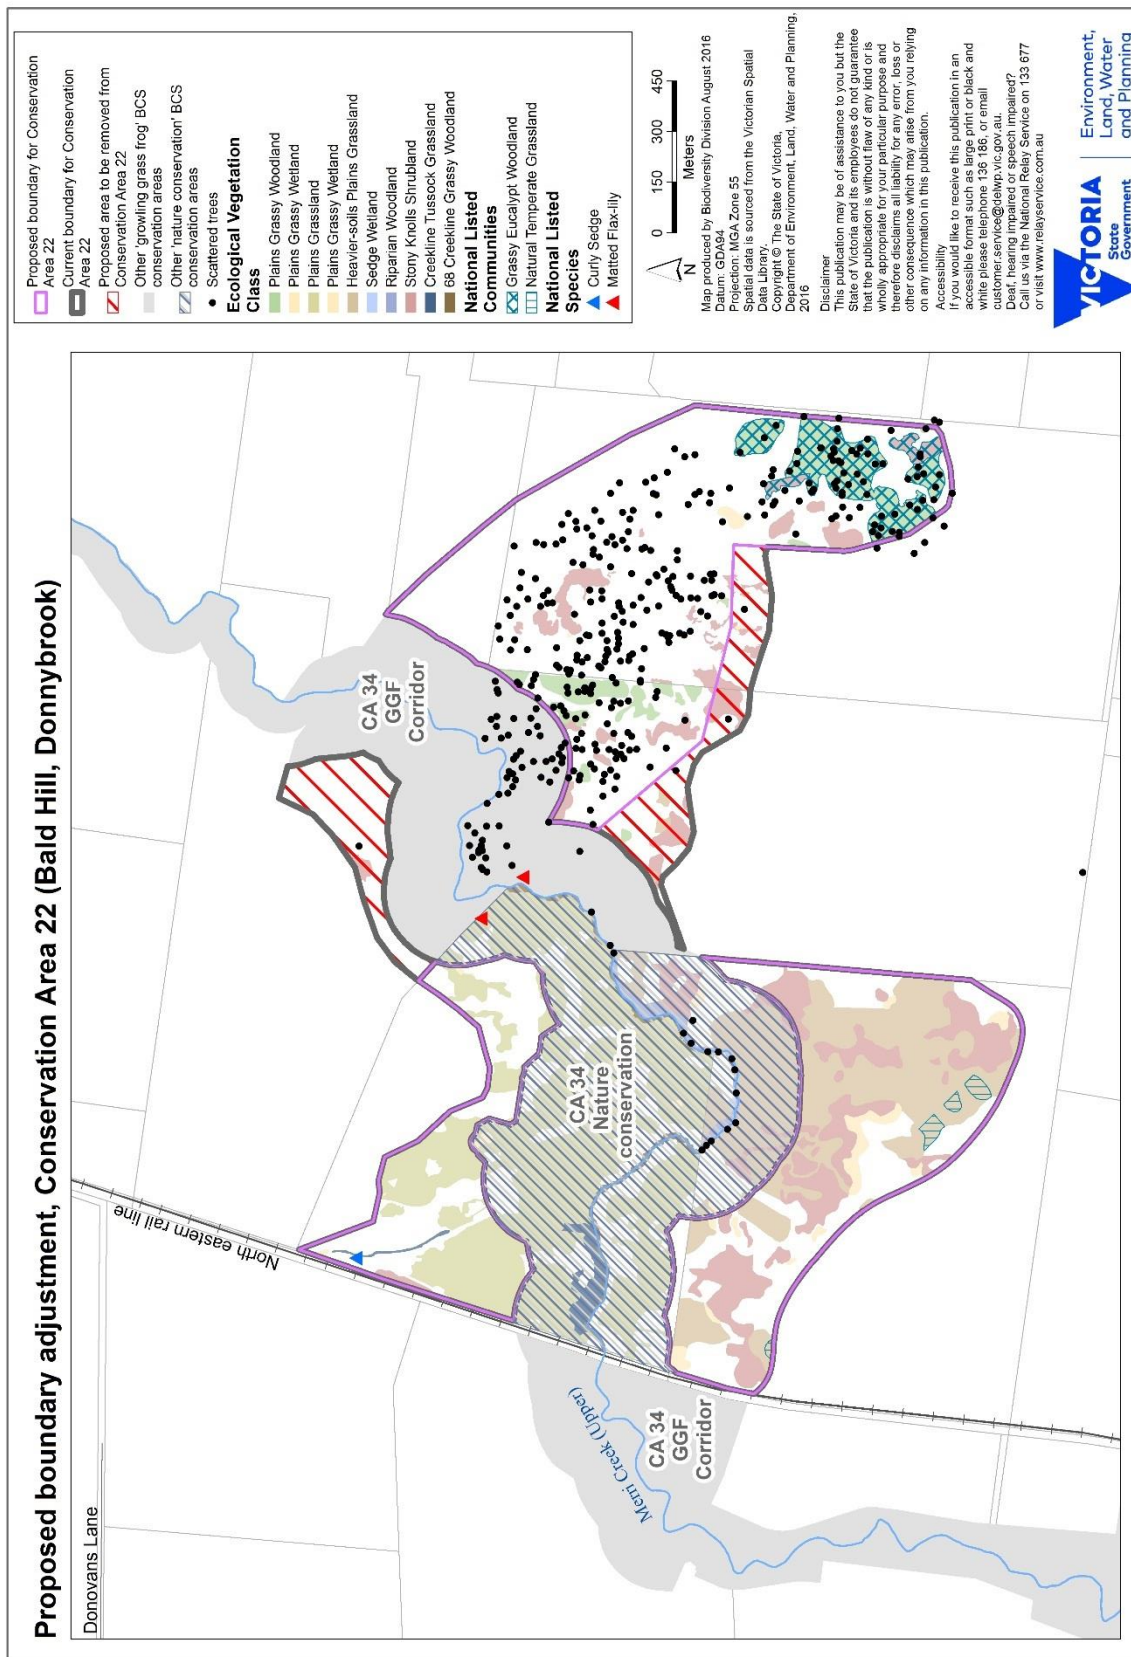 Proposed boundary adjustment, Conservation Area 22 (Bald Hill, Donnybrook)
Donovans Lane
North eastern rail line
CA 34
GGF
Corridor
CA 34
Nature
conservation
Merri Creek (Upper)
CA 34
GGF
Corridor
Proposed boundary for Conservation
Area 22
Current boundary for Conservation
Area 22
Proposed area to be removed from
Conservation Area 22
Other 'growling grass frog' BCS
conservation areas
Other 'nature conservation' BCS
conservation areas
Scattered trees
Ecological Vegetation
Class
Plains Grassy Woodland
Plains Grassy Wetland
Plains Grassland
Plains Grassy Wetland
Heavier-soils Plains Grassland
Sedge Wetland
Riparian Woodland
Stony Knolls Shrubland
Creekline Tussock Grassland
68 Creekline Grassy Woodland
National Listed
Communities
Grassy Eucalypt Woodland
Natural Temperate Grassland
National Listed
Species
Curly Sedge
Matted Flax-lily
N
0 150 300 450
Meters
Map produced by Biodiversity Division August 2016
Datum: GDA94
Projection: MGA Zone 55
Spatial data is sourced from the Victorian Spatial
Data Library.
Copyright © The State of Victoria,
Department of Environment, Land, Water and Planning,
2016
Disclaimer
This publication may be of assistance to you but the
State of Victoria and its employees do not guarantee
that the publication is without flaw of any kind or is
wholly appropriate for your particular purpose and
therefore disclaims all liability for any error, loss or
other consequence which may arise from you relying
on any information in this publication.
Accessibility
If you would like to receive this publication in an
accessible format such as large print or black and
white please telephone 136 186, or email
customer.service@delwp.vic.gov.au.
Deaf, hearing impaired or speech impaired?
Call us via the National Relay Service on 133 677
or visit www.relayservice.com.au
VICTORIA
State
Government
Environment,
Land, Water
and Planning